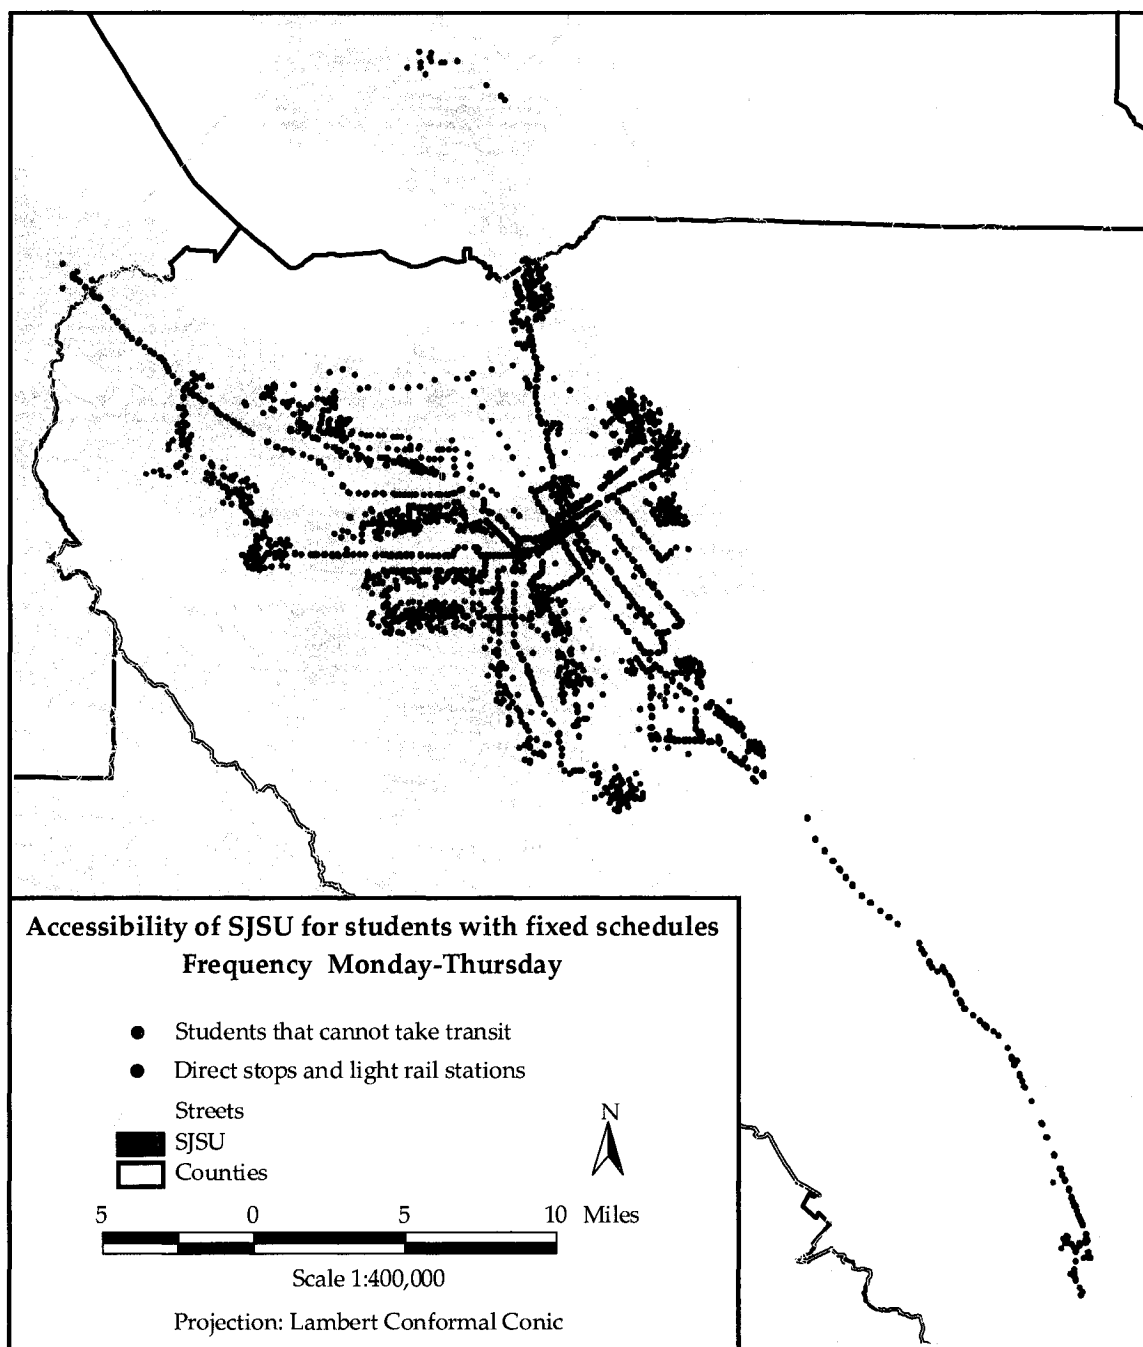 Accessibility of SJSU for students with fixed schedules
Frequency Monday-Thursday
Students that cannot take transit
Direct stops and light rail stations
Streets
SJSU
Counties
N
5 0 5 10 Miles
Scale 1:400,000
Projection: Lambert Conformal Conic